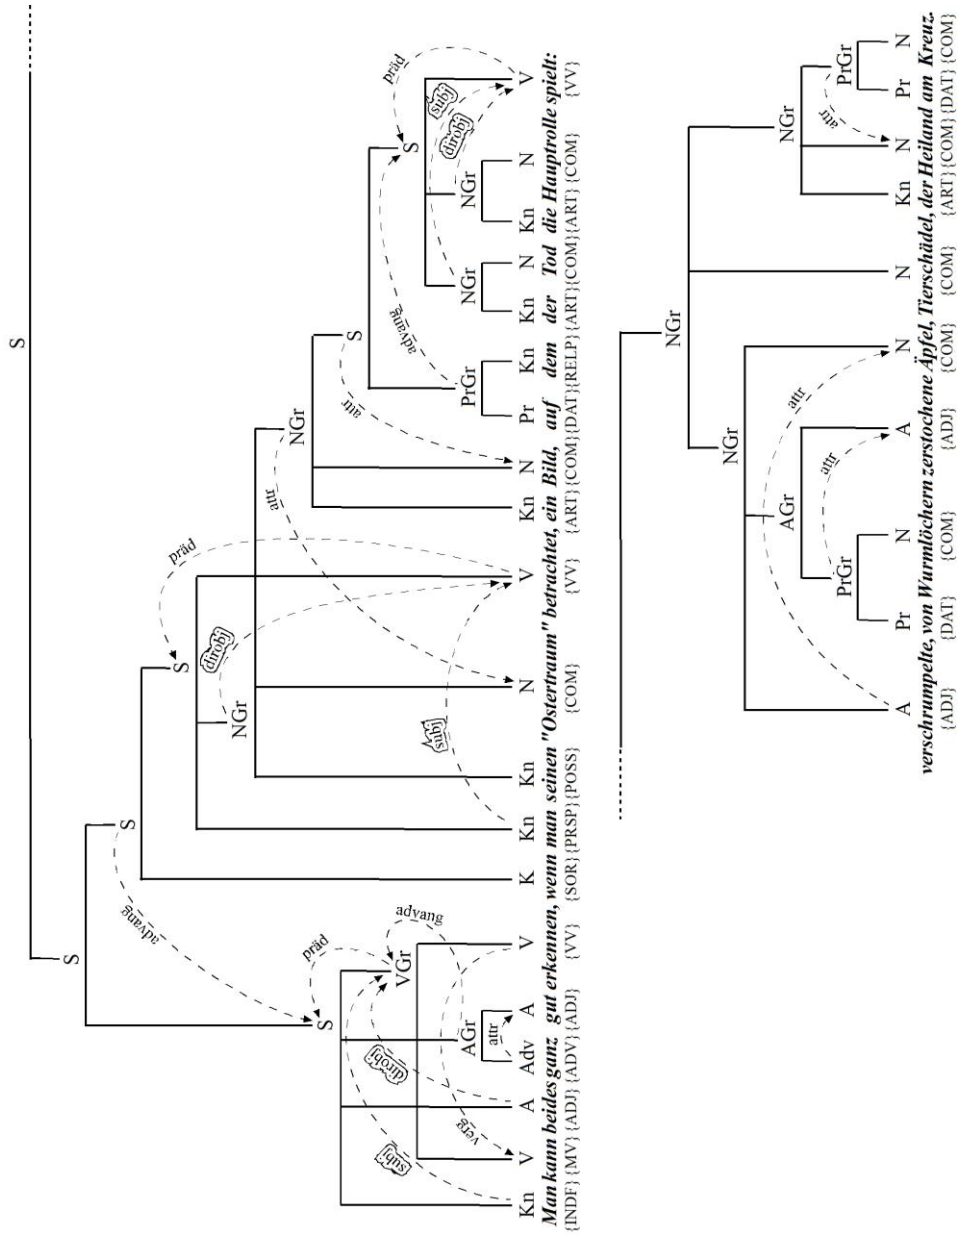 S
S
S
advang
S
präd
dirobj
NGr
attr
NGr
S
präd
S
attr
präd
S
advang
subj
dirobj
VGr
advang
subj
dirobj
verg
AGr
attr
subj
PrGr
NGr
NGr
Kn V A Adv A V K Kn Kn N V Kn N Pr Kn Kn N Kn N V
Man kann beides ganz gut erkennen, wenn man seinen "Ostertraum" betrachtet, ein Bild, auf dem der Tod die Hauptrolle spielt:
{INDF} {MV} {ADJ} {ADV} {ADJ} {VV} {SOR} {PRSP} {POSS} {COM} {VV} {ART} {COM} {DAT} {RELP} {ART} {COM} {ART} {COM} {VV}
NGr
NGr
NGr
AGr
attr
PrGr
attr
PrGr
attr
A Pr N A N N Kn N Pr N
verschrumpelte, von Wurmlöchern zerstochene Äpfel, Tierschädel, der Heiland am Kreuz.
{ADJ} {DAT} {COM} {ADJ} {COM} {COM} {ART} {COM} {DAT} {COM}